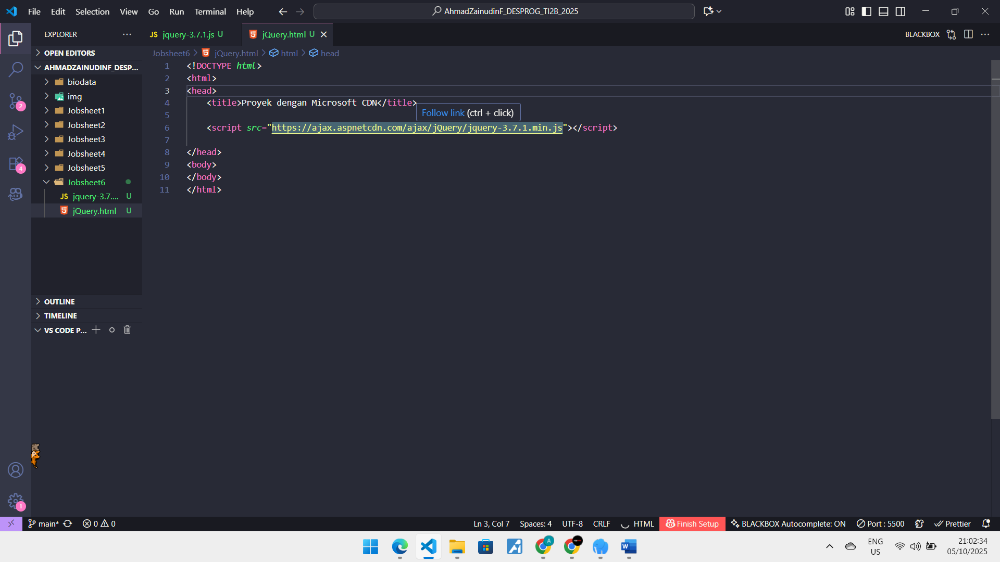 File Edit Selection View Go Run Terminal Help
AhmadZainudinF_DESPROG_TI2B_2025
EXPLORER
JS jquery-3.7.1.js U
jQuery.html U
BLACKBOX
OPEN EDITORS
AHMADZAINUDINF_DESP...
biodata
img
Jobsheet1
Jobsheet2
Jobsheet3
Jobsheet4
Jobsheet5
Jobsheet6
JS jquery-3.7.... U
jQuery.html U
OUTLINE
TIMELINE
VS CODE P...
2
4
1
Jobsheet6 > jQuery.html > html > head
1 <!DOCTYPE html>
2 <html>
3 <head>
4 <title>Proyek dengan Microsoft CDN</title>
5
Follow link (ctrl + click)
6 <script src="https://ajax.aspnetcdn.com/ajax/jQuery/jquery-3.7.1.min.js"></script>
7
8 </head>
9 <body>
10 </body>
11 </html>
main* 0 0 Ln 3, Col 7 Spaces: 4 UTF-8 CRLF HTML Finish Setup BLACKBOX Autocomplete: ON Port : 5500 Prettier
ENG
US
21:02:34
05/10/2025